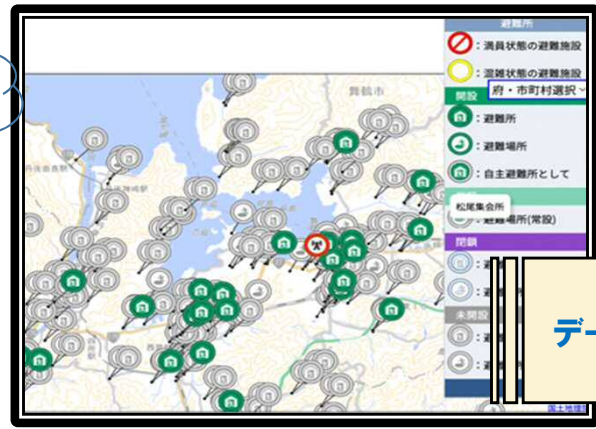 避難所
：満員状態の避難施設
：混雑状態の避難施設
府・市町村選択
開設
：避難所
：避難場所
：自主避難所として
松尾集会所
避難場所(常設)
閉鎖
：避
未開設
：避
舞鶴市
デー
国土地理院